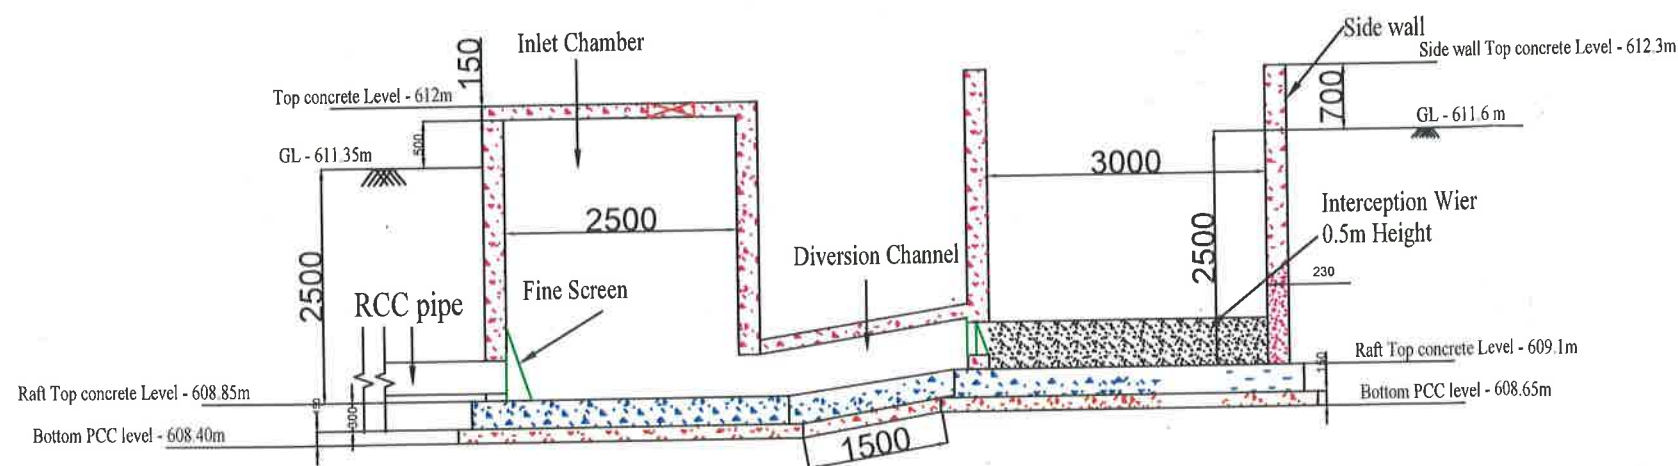 Side wall
Inlet Chamber
Side wall Top concrete Level - 612.3m
150
Top concrete Level - 612m
700
GL - 611.6 m
500
GL - 611.35m
3000
2500
Interception Wier
0.5m Height
2500
Diversion Channel
230
2500
Fine Screen
RCC pipe
Raft Top concrete Level - 609.1m
150
Raft Top concrete Level - 608.85m
Bottom PCC level - 608.65m
300
Bottom PCC level - 608.40m
1500